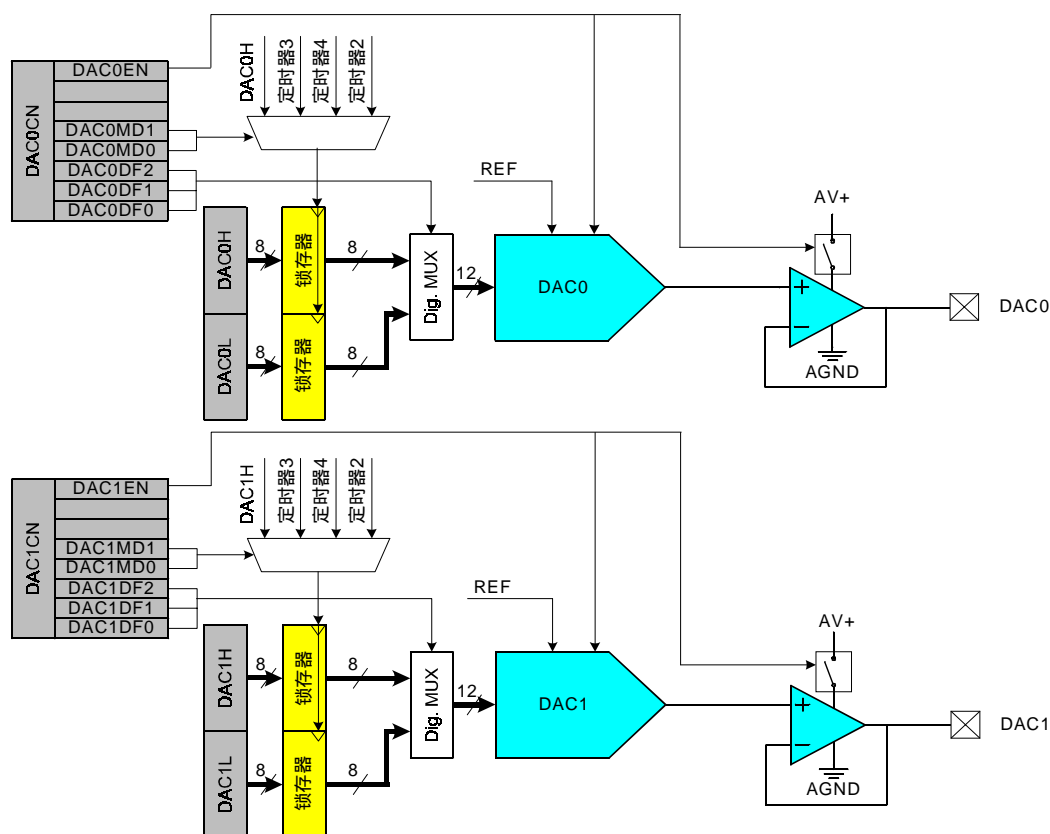 DAC0CN
DAC0EN
DAC0MD1
DAC0MD0
DAC0DF2
DAC0DF1
DAC0DF0
DAC0H
定时器3
定时器4
定时器2
REF
AV+
DAC0H
8
锁存器
8
Dig. MUX
12
DAC0
+
−
DAC0
DAC0L
8
锁存器
8
AGND
DAC1CN
DAC1EN
DAC1MD1
DAC1MD0
DAC1DF2
DAC1DF1
DAC1DF0
DAC1H
定时器3
定时器4
定时器2
REF
AV+
DAC1H
8
锁存器
8
Dig. MUX
12
DAC1
+
−
DAC1
DAC1L
8
锁存器
8
AGND